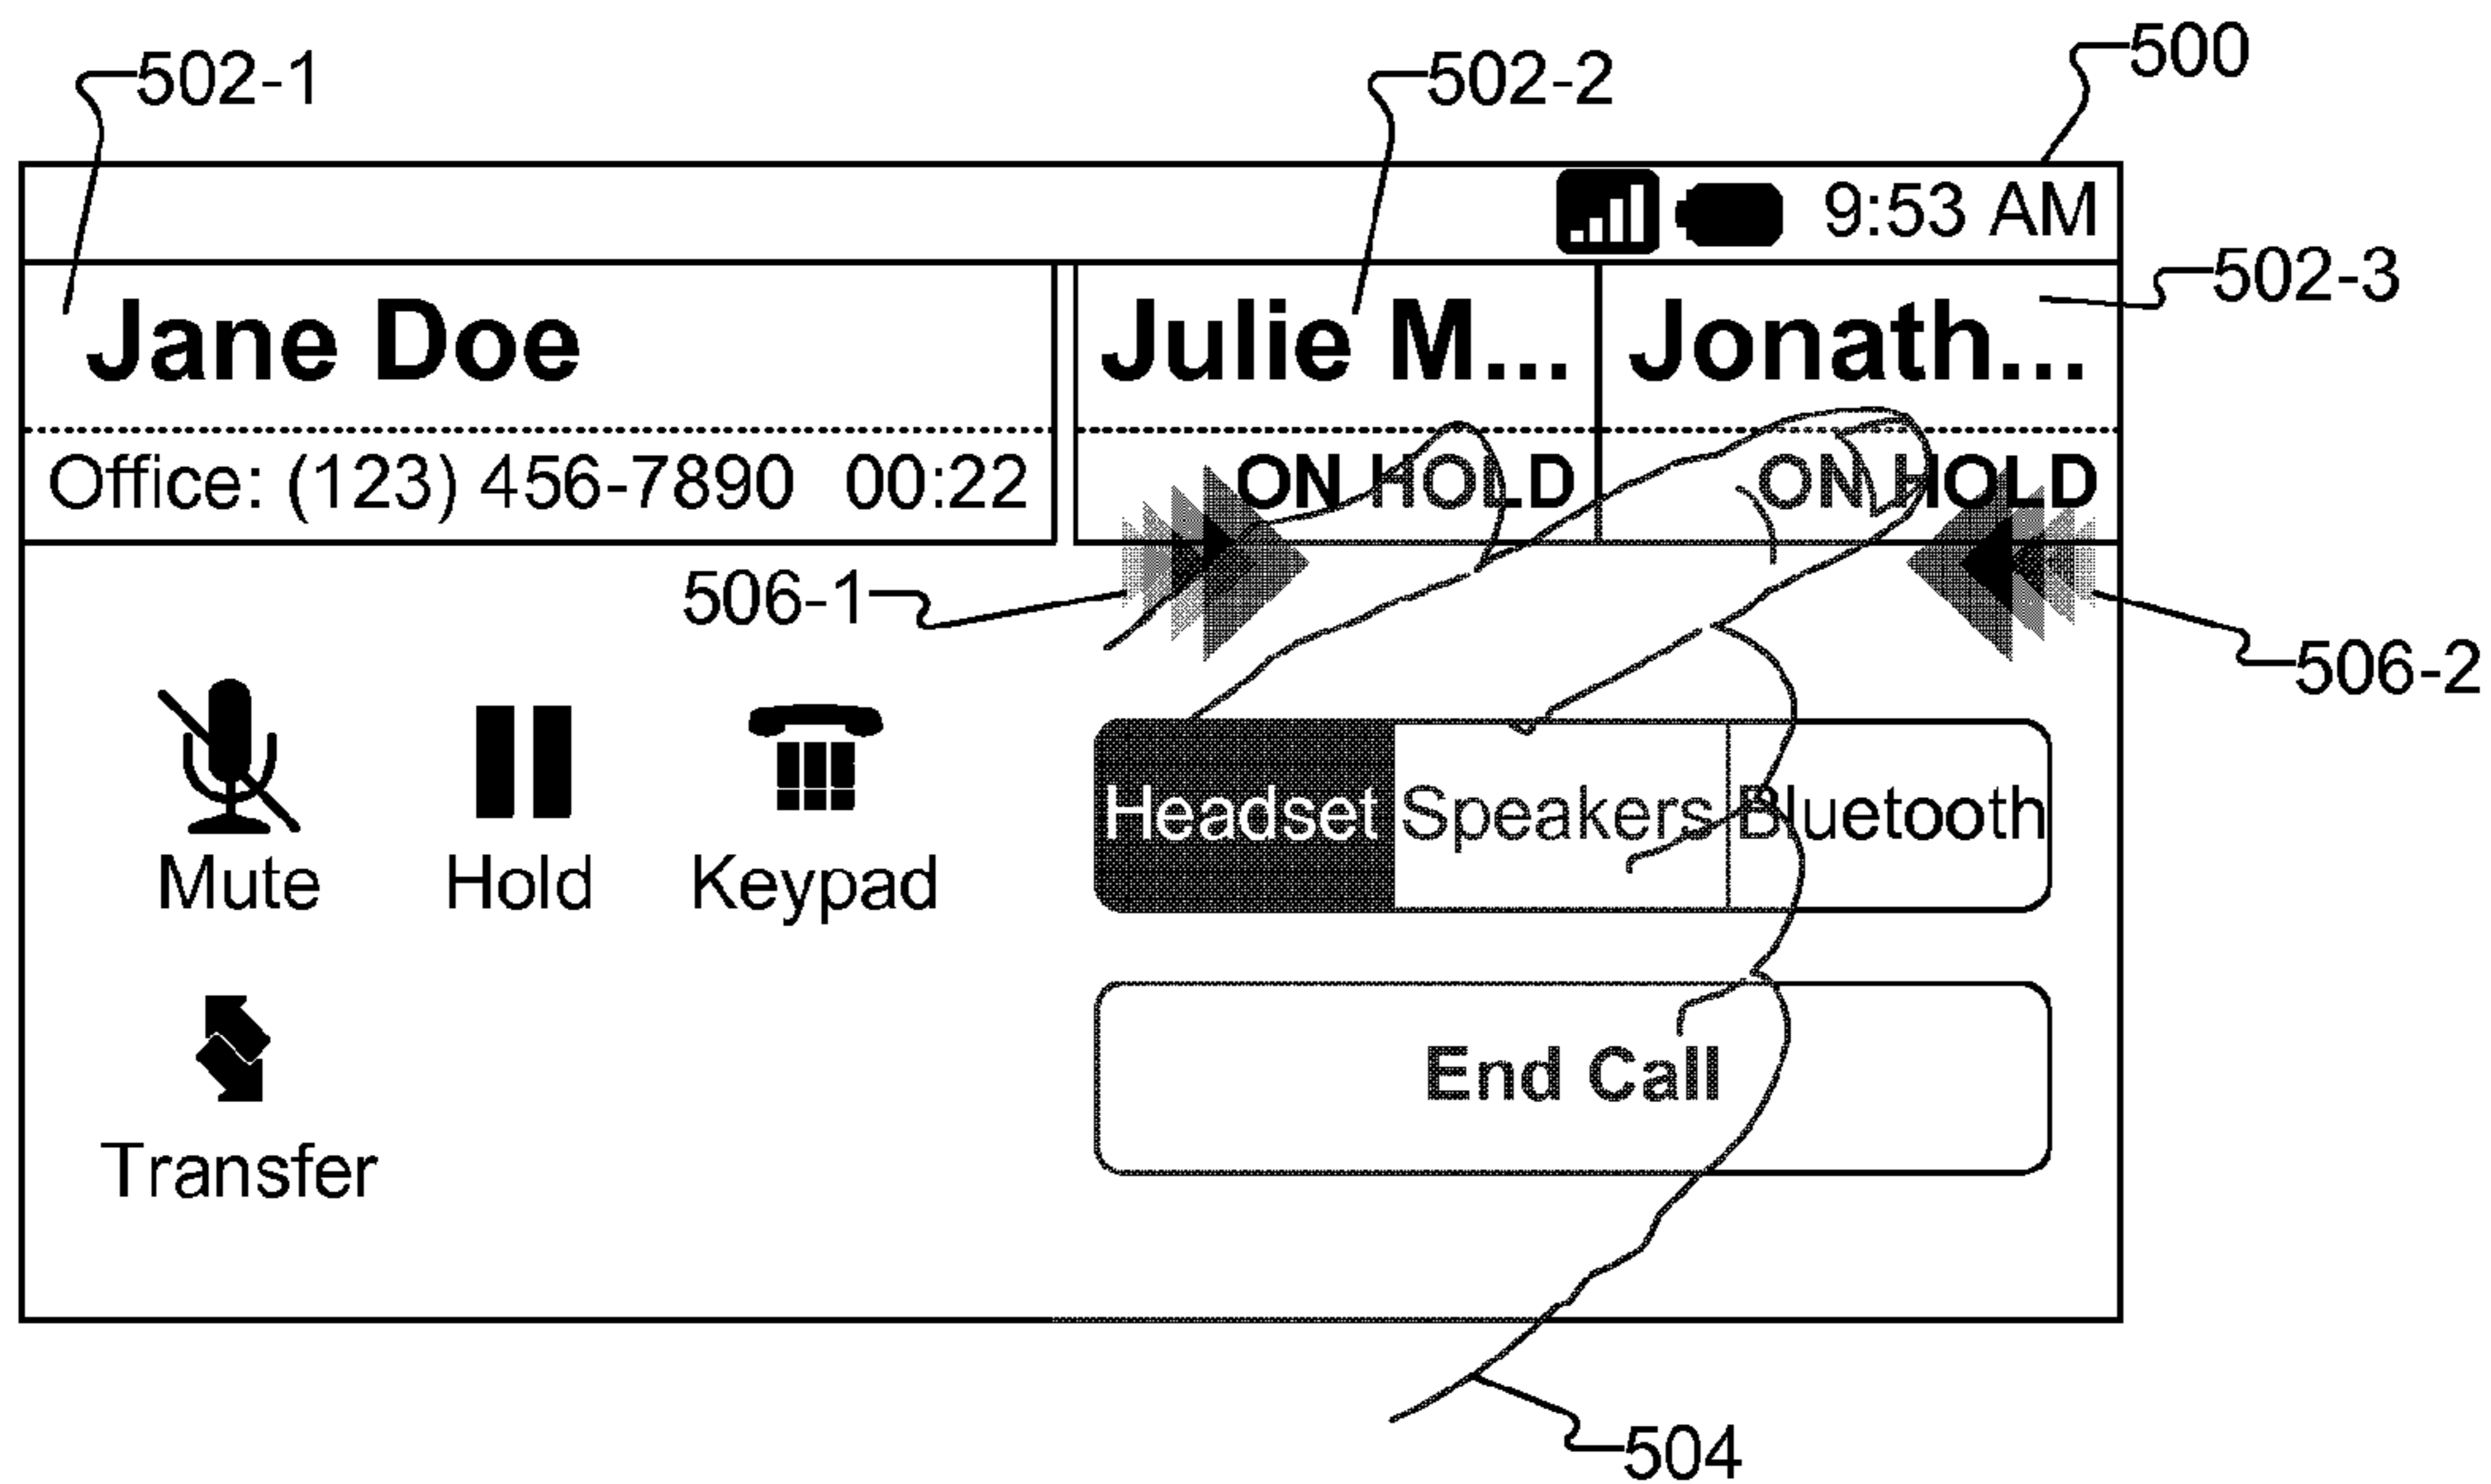 502-1 502-2 500
9:53 AM
502-3
Jane Doe Julie M... Jonath...
Office: (123) 456-7890 00:22 ON HOLD ON HOLD
506-1
506-2
Headset Speakers Bluetooth
Mute Hold Keypad
End Call
Transfer
504